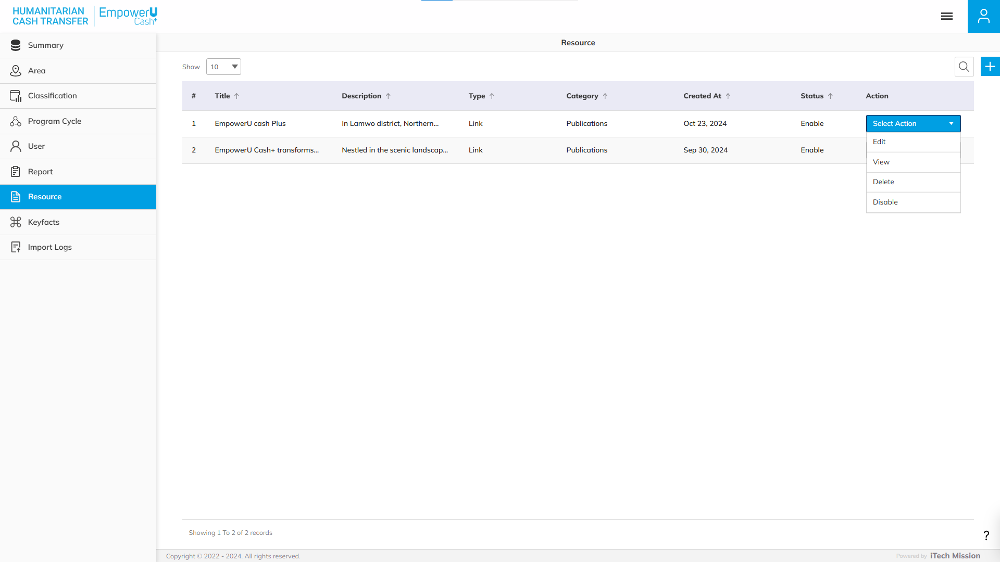 HUMANITARIAN
CASH TRANSFER
EmpowerU
Cash+
Summary
Area
Classification
Program Cycle
User
Report
Resource
Keyfacts
Import Logs
Resource
Show 10
# Title Description Type Category Created At Status Action
1 EmpowerU cash Plus In Lamwo district, Northern... Link Publications Oct 23, 2024 Enable Select Action
2 EmpowerU Cash+ transforms... Nestled in the scenic landscap... Link Publications Sep 30, 2024 Enable
Edit
View
Delete
Disable
Showing 1 To 2 of 2 records
?
Copyright © 2022 - 2024. All rights reserved.
Powered by iTech Mission